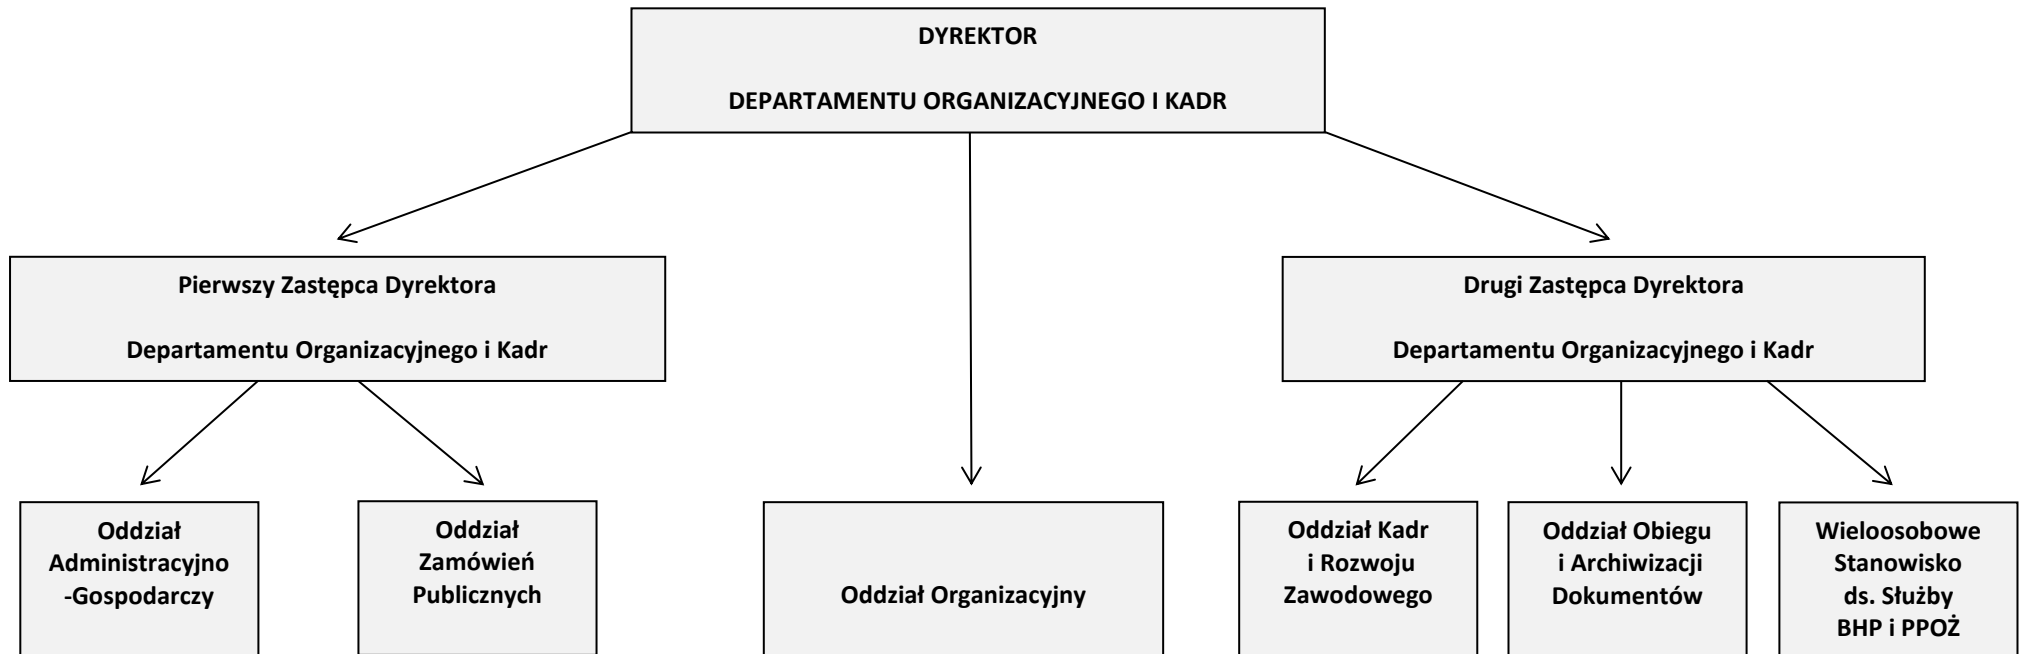 DYREKTOR
DEPARTAMENTU ORGANIZACYJNEGO I KADR
Pierwszy Zastępca Dyrektora
Departamentu Organizacyjnego i Kadr
Drugi Zastępca Dyrektora
Departamentu Organizacyjnego i Kadr
Oddział
Administracyjno
-Gospodarczy
Oddział
Zamówień
Publicznych
Oddział Organizacyjny
Oddział Kadr
i Rozwoju
Zawodowego
Oddział Obiegu
i Archiwizacji
Dokumentów
Wieloosobowe
Stanowisko
ds. Służby
BHP i PPOŻ